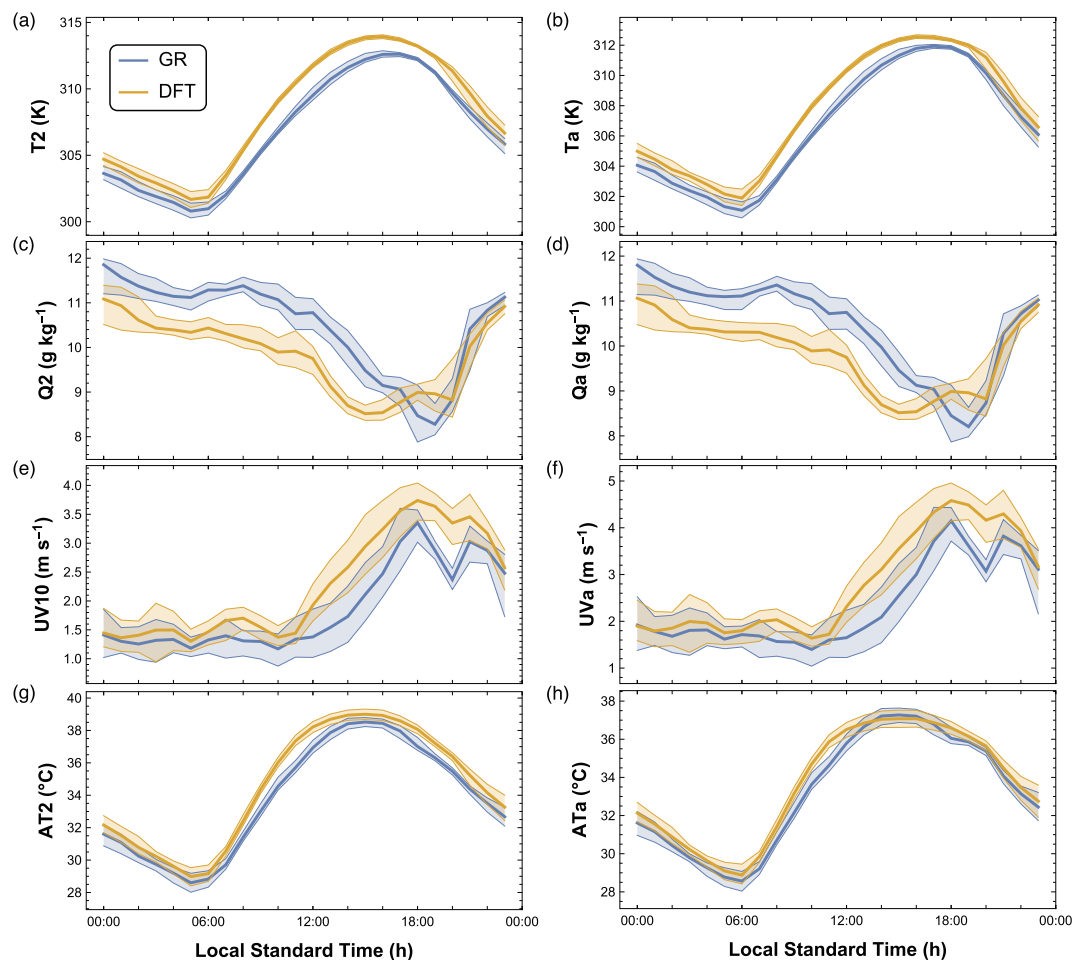 (a)
315
310
305
300
T2 (K)
GR
DFT
(b)
312
310
308
306
304
302
300
Ta (K)
(c)
12
11
10
9
8
Q2 (g kg⁻¹)
(d)
12
11
10
9
8
Qa (g kg⁻¹)
(e)
4.0
3.5
3.0
2.5
2.0
1.5
1.0
UV10 (m s⁻¹)
(f)
5
4
3
2
1
UVa (m s⁻¹)
(g)
40
38
36
34
32
30
28
AT2 (°C)
00:00 06:00 12:00 18:00 00:00
Local Standard Time (h)
(h)
38
36
34
32
30
28
ATa (°C)
00:00 06:00 12:00 18:00 00:00
Local Standard Time (h)